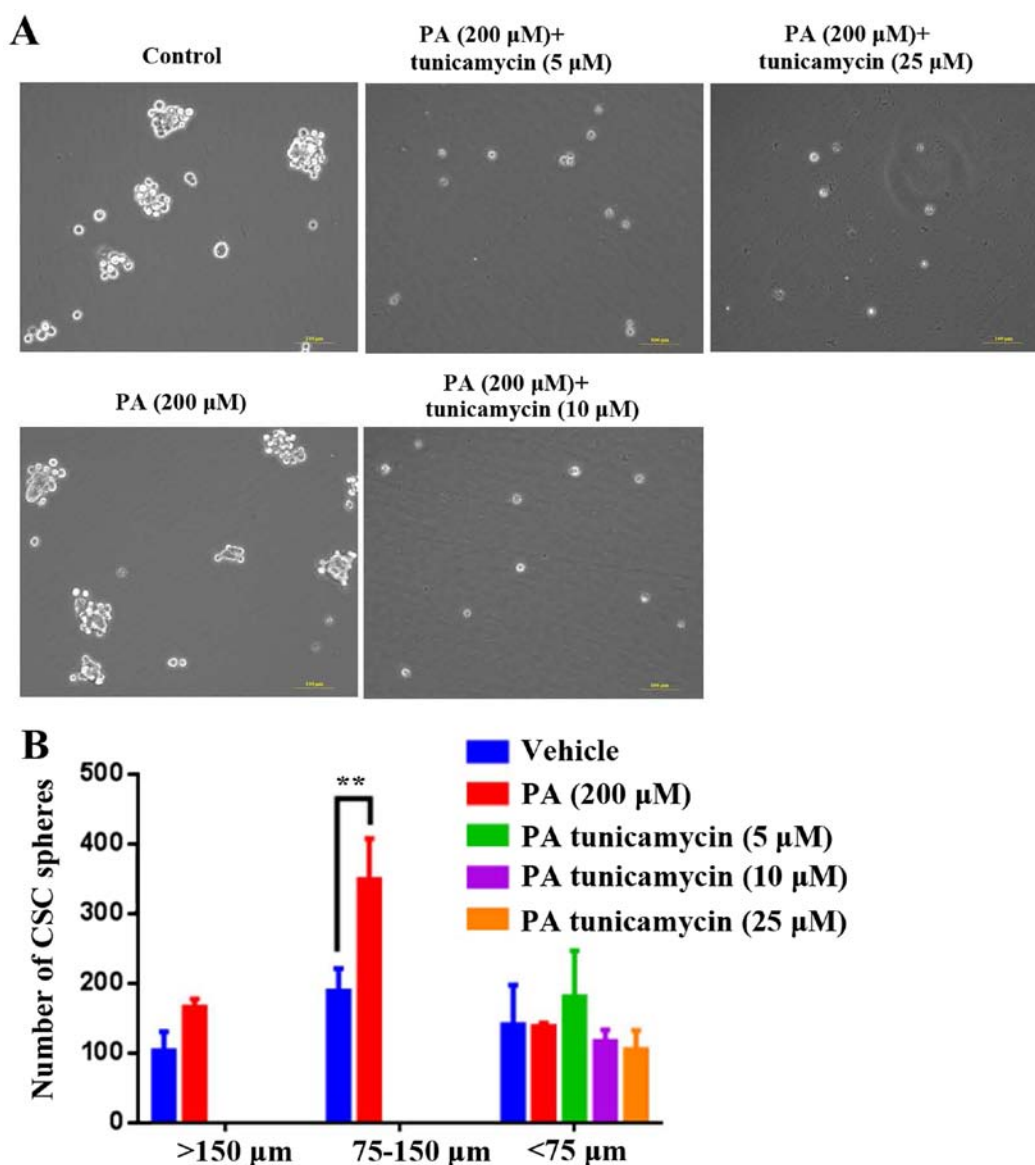 A
Control
PA (200 µM)+
tunicamycin (5 µM)
PA (200 µM)+
tunicamycin (25 µM)
PA (200 µM)
PA (200 µM)+
tunicamycin (10 µM)
B
Number of CSC spheres
500
400
300
200
100
0
**
Vehicle
PA (200 µM)
PA tunicamycin (5 µM)
PA tunicamycin (10 µM)
PA tunicamycin (25 µM)
>150 µm
75-150 µm
<75 µm